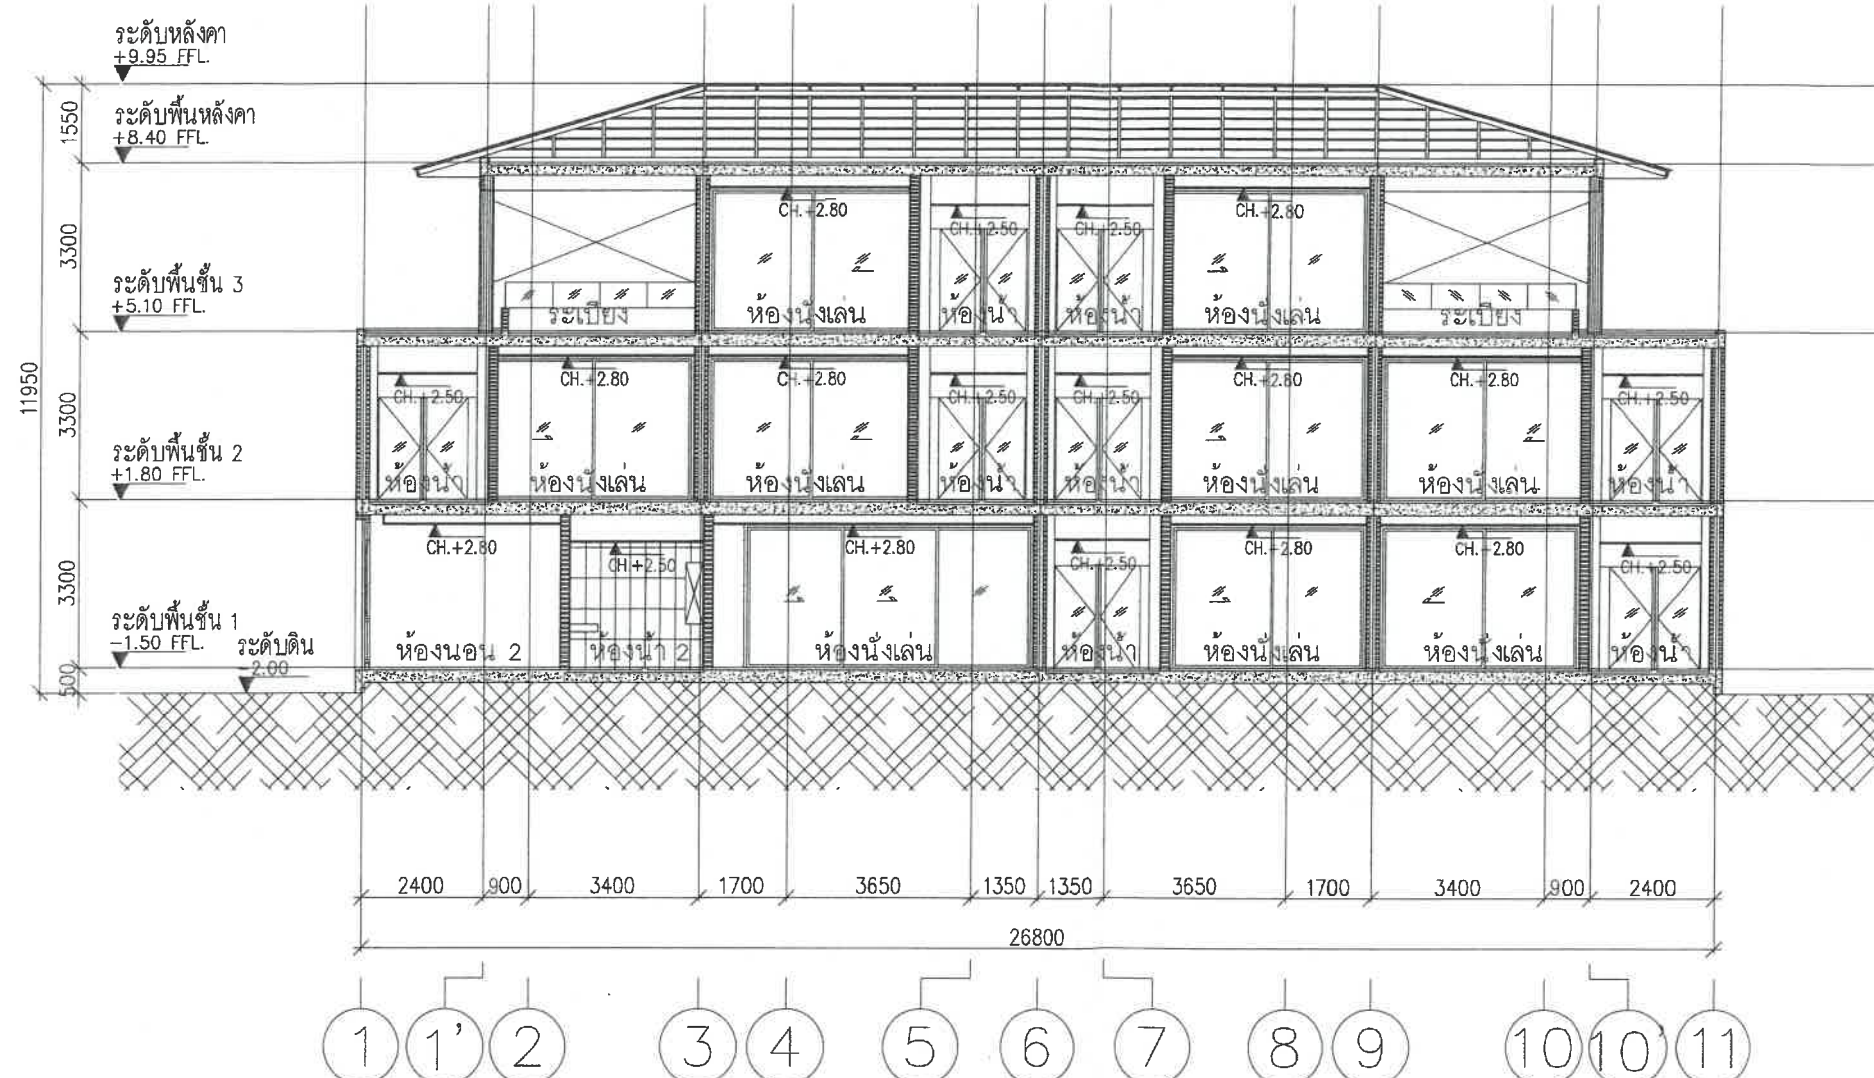 ระดับหลังคา
+9.95 FFL.
ระดับพื้นหลังคา
+8.40 FFL.
ระดับพื้นชั้น 3
+5.10 FFL.
ระดับพื้นชั้น 2
+1.80 FFL.
ระดับพื้นชั้น 1
-1.50 FFL.
ระดับดิน
-2.00
11950
1550
3300
3300
3300
500
CH.+2.80 CH.+2.50 CH.+2.50 CH.+2.80
ระเบียง ห้องนั่งเล่น ห้องน้ำ ห้องน้ำ ห้องนั่งเล่น ระเบียง
CH.+2.50 CH.+2.80 CH.+2.80 CH.+2.50 CH.+2.50 CH.+2.80 CH.+2.80 CH.+2.50
ห้องน้ำ ห้องนั่งเล่น ห้องนั่งเล่น ห้องน้ำ ห้องน้ำ ห้องนั่งเล่น ห้องนั่งเล่น ห้องน้ำ
CH.+2.80 CH.+2.50 CH.+2.80 CH.+2.50 CH.+2.80 CH.+2.80 CH.+2.50
ห้องนอน 2 ห้องน้ำ 2 ห้องนั่งเล่น ห้องน้ำ ห้องนั่งเล่น ห้องนั่งเล่น ห้องน้ำ
2400 900 3400 1700 3650 1350 1350 3650 1700 3400 900 2400
26800
1 1' 2 3 4 5 6 7 8 9 10 10' 11